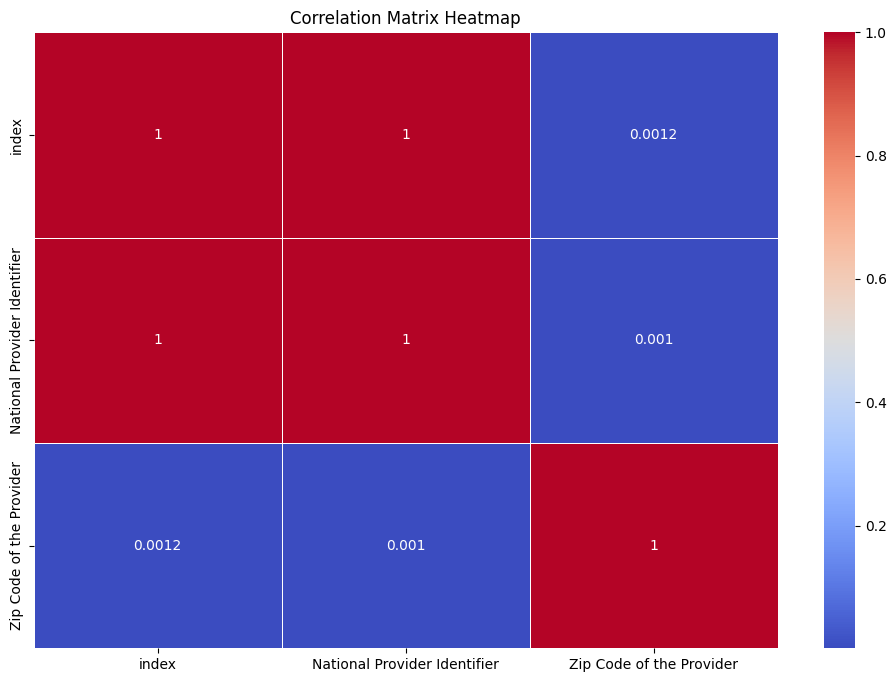 Correlation Matrix Heatmap
index
1
1
0.0012
National Provider Identifier
1
1
0.001
Zip Code of the Provider
0.0012
0.001
1
index
National Provider Identifier
Zip Code of the Provider
1.0
0.8
0.6
0.4
0.2